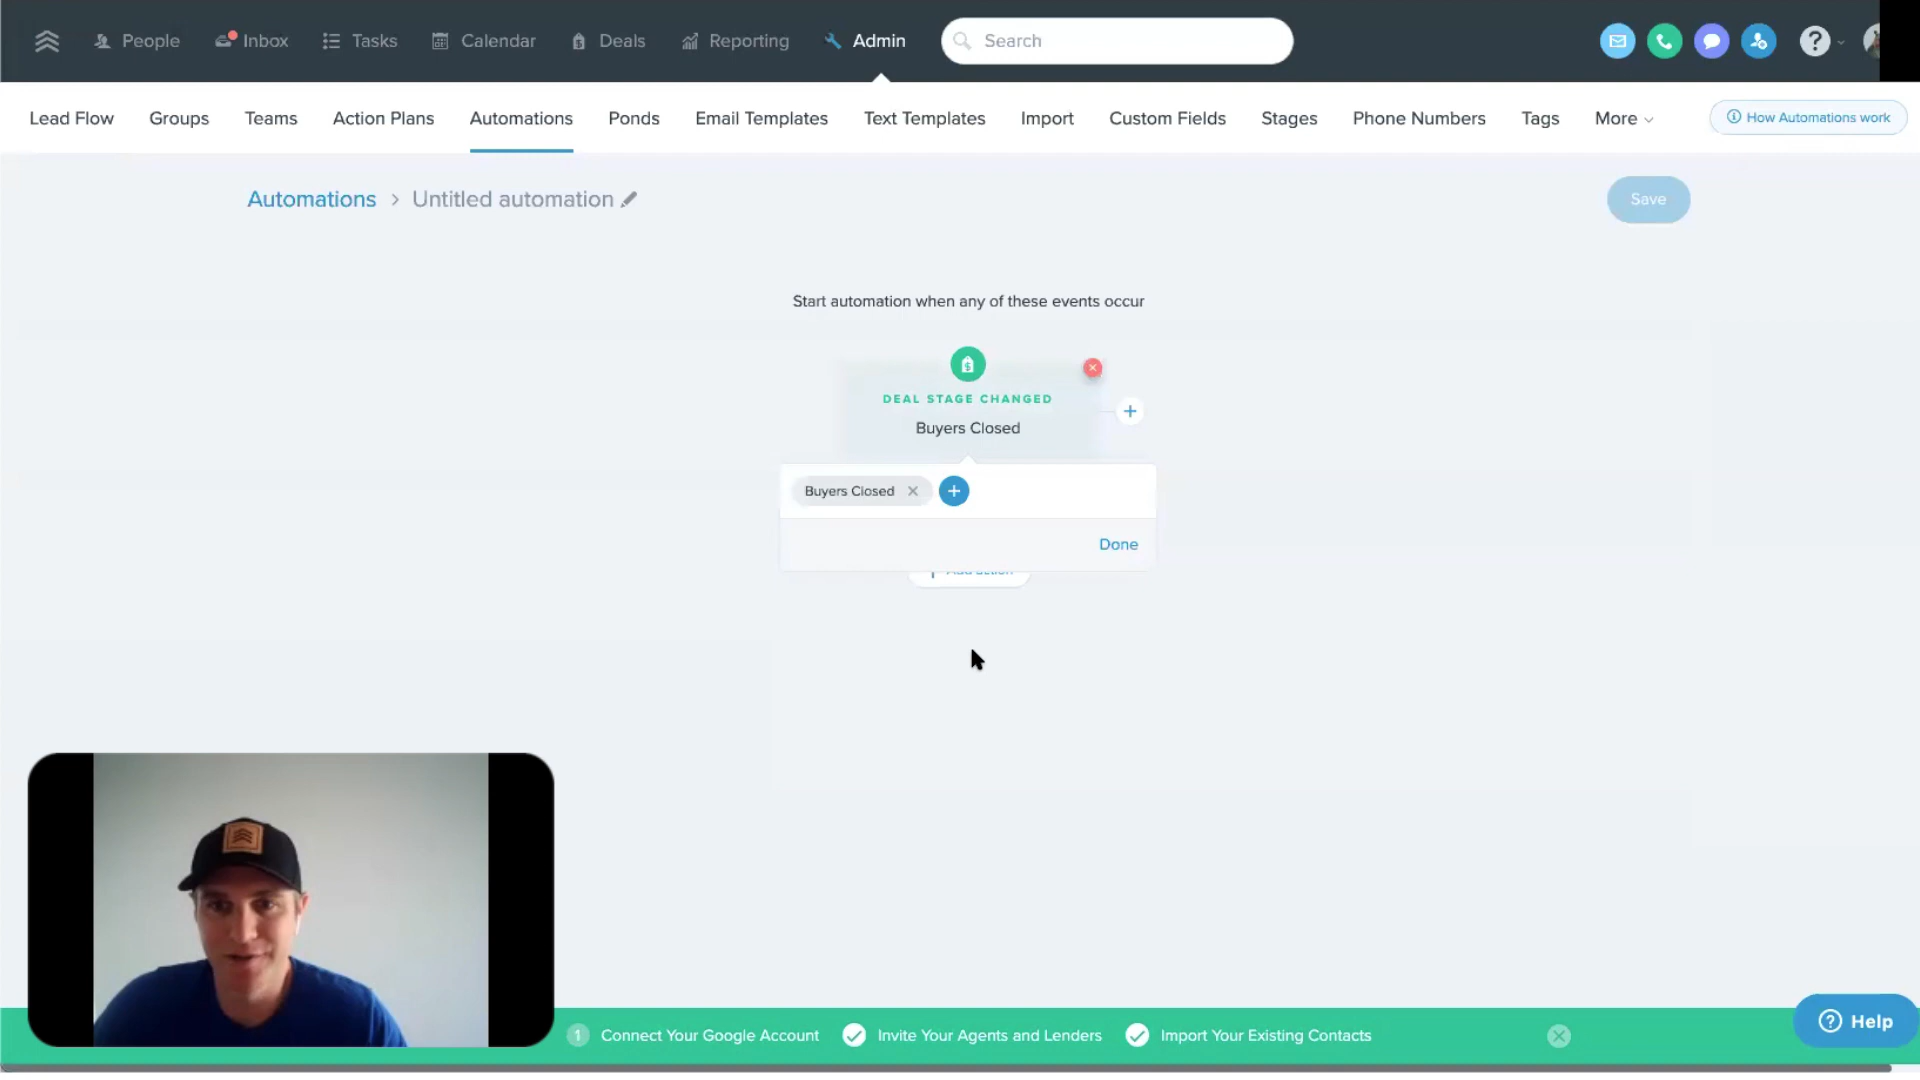 People
Inbox
Tasks
Calendar
Deals
Reporting
Admin
Search
?
Lead Flow
Groups
Teams
Action Plans
Automations
Ponds
Email Templates
Text Templates
Import
Custom Fields
Stages
Phone Numbers
Tags
More
How Automations work
Automations > Untitled automation
Save
Start automation when any of these events occur
DEAL STAGE CHANGED
Buyers Closed
Buyers Closed
Done
Add action
1 Connect Your Google Account
Invite Your Agents and Lenders
Import Your Existing Contacts
Help